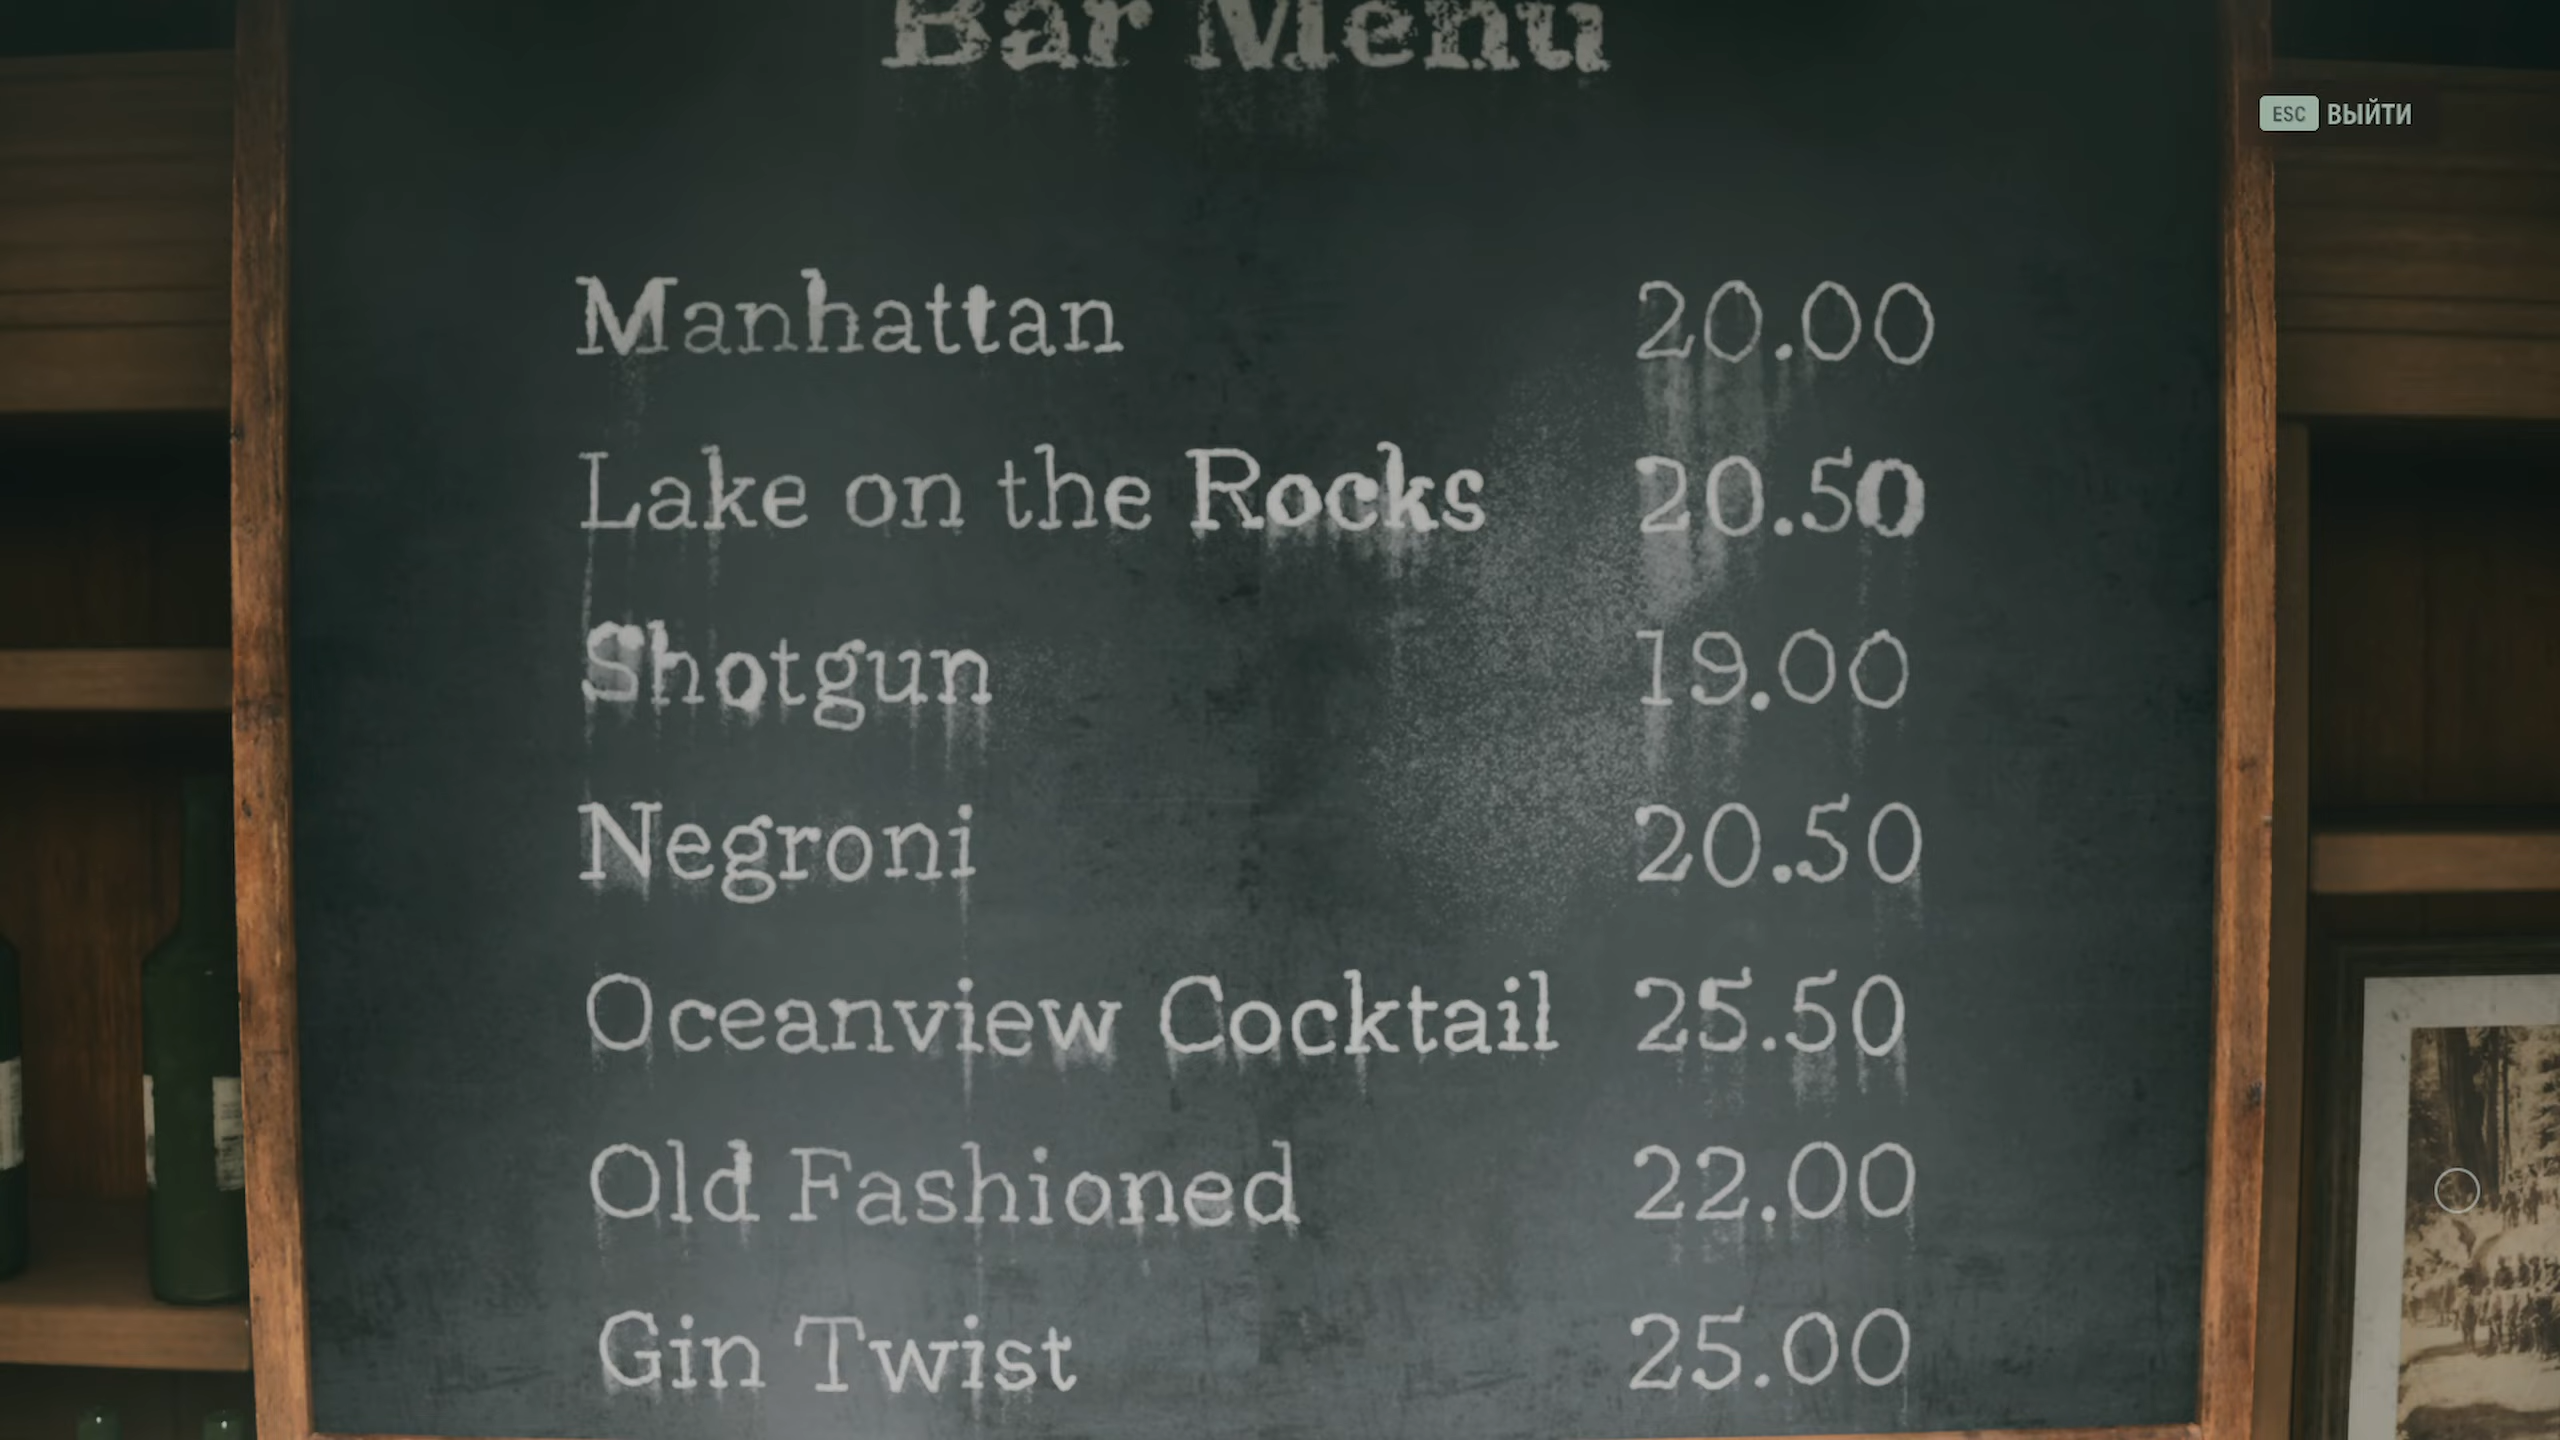 Bar Menu
ESC ВЫЙТИ
Manhattan 20.00
Lake on the Rocks 20.50
Shotgun 19.00
Negroni 20.50
Oceanview Cocktail 25.50
Old Fashioned 22.00
Gin Twist 25.00